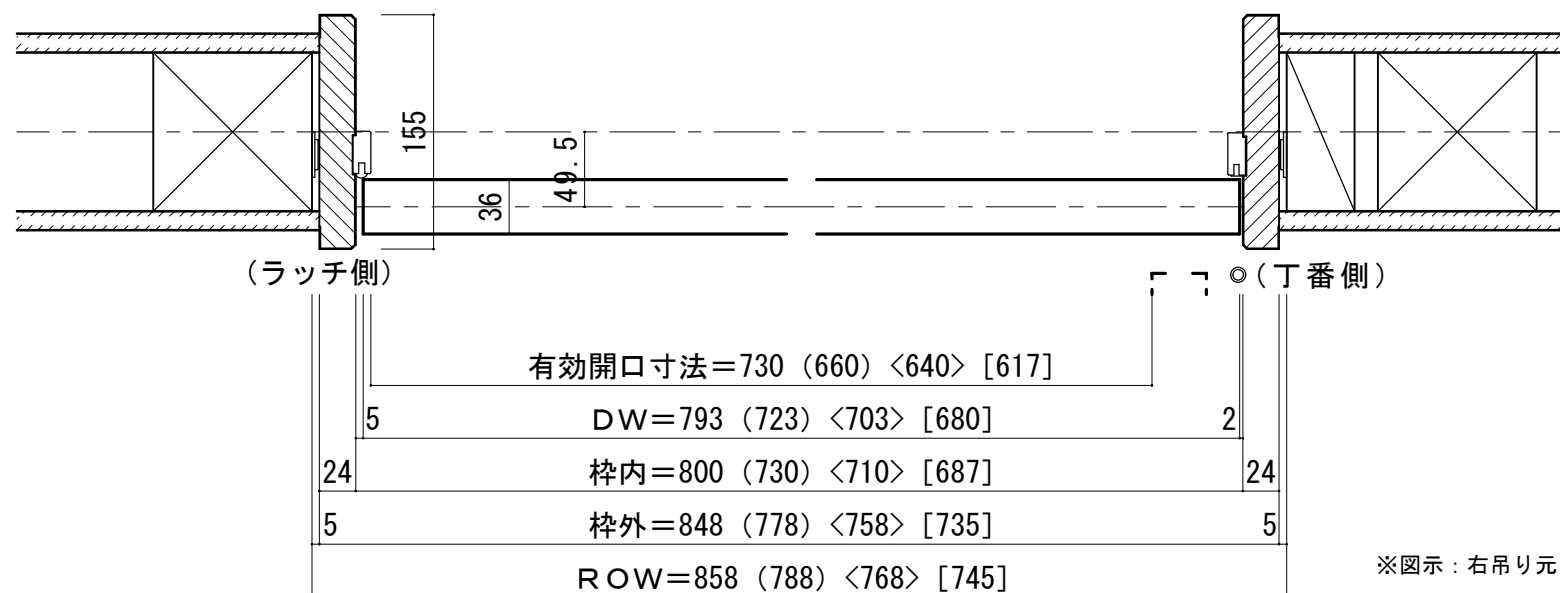 155
49.5
36
(ラッチ側)
◎(丁番側)
有効開口寸法=730 (660) <640> [617]
5 DW=793 (723) <703> [680] 2
24 枠内=800 (730) <710> [687] 24
5 枠外=848 (778) <758> [735] 5
ROW=858 (788) <768> [745]
※図示:右吊り元